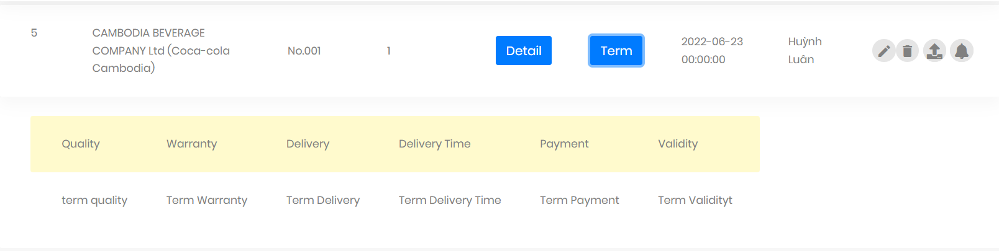 5
CAMBODIA BEVERAGE
COMPANY Ltd (Coca-cola
Cambodia)
No.001
1
Detail
Term
2022-06-23
00:00:00
Huỳnh
Luân
Quality Warranty Delivery Delivery Time Payment Validity
term quality Term Warranty Term Delivery Term Delivery Time Term Payment Term Validityt